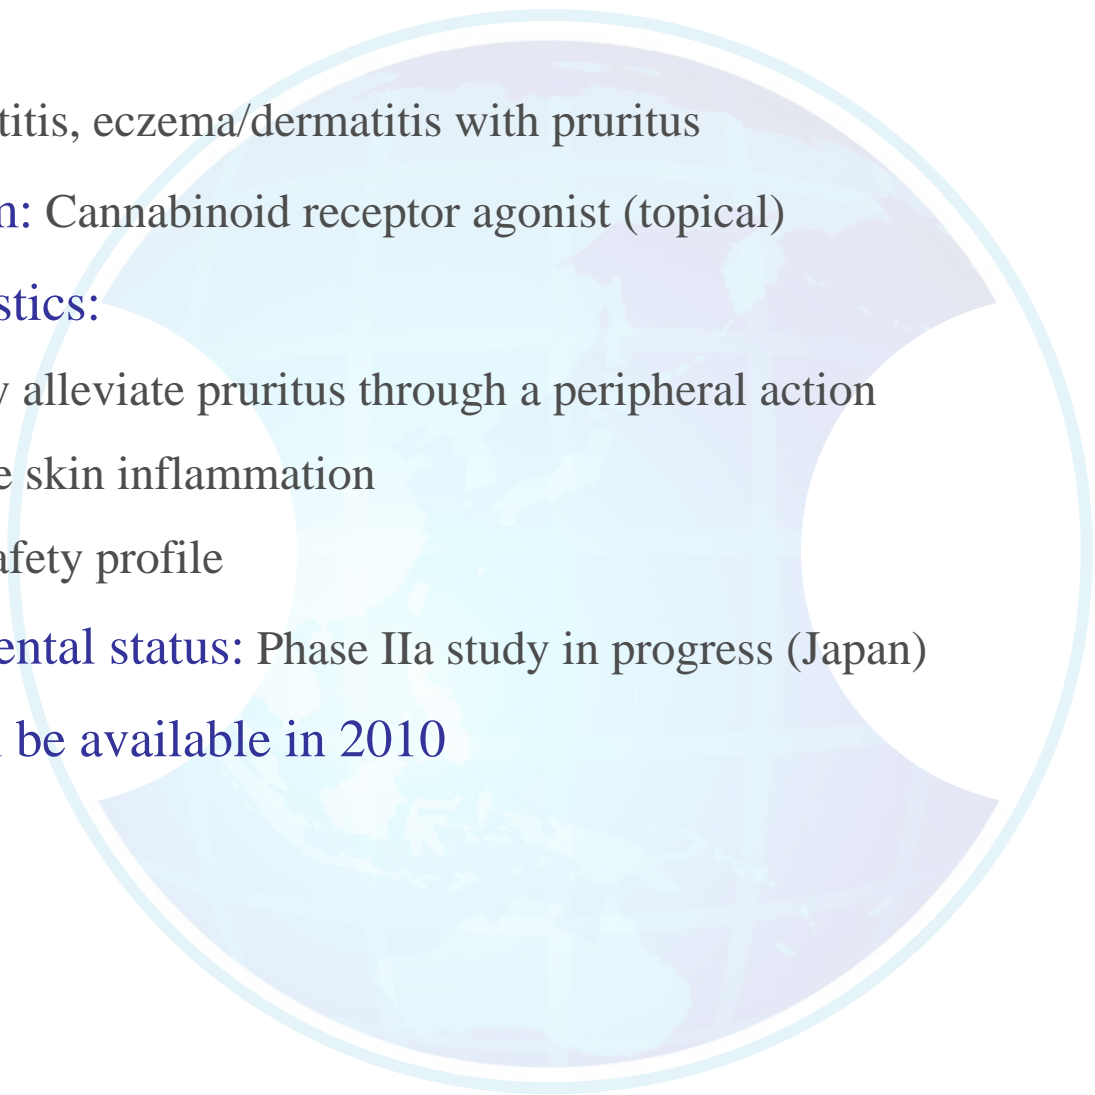 titis, eczema/dermatitis with pruritus
n: Cannabinoid receptor agonist (topical)
stics:
y alleviate pruritus through a peripheral action
e skin inflammation
afety profile
ental status: Phase IIa study in progress (Japan)
be available in 2010